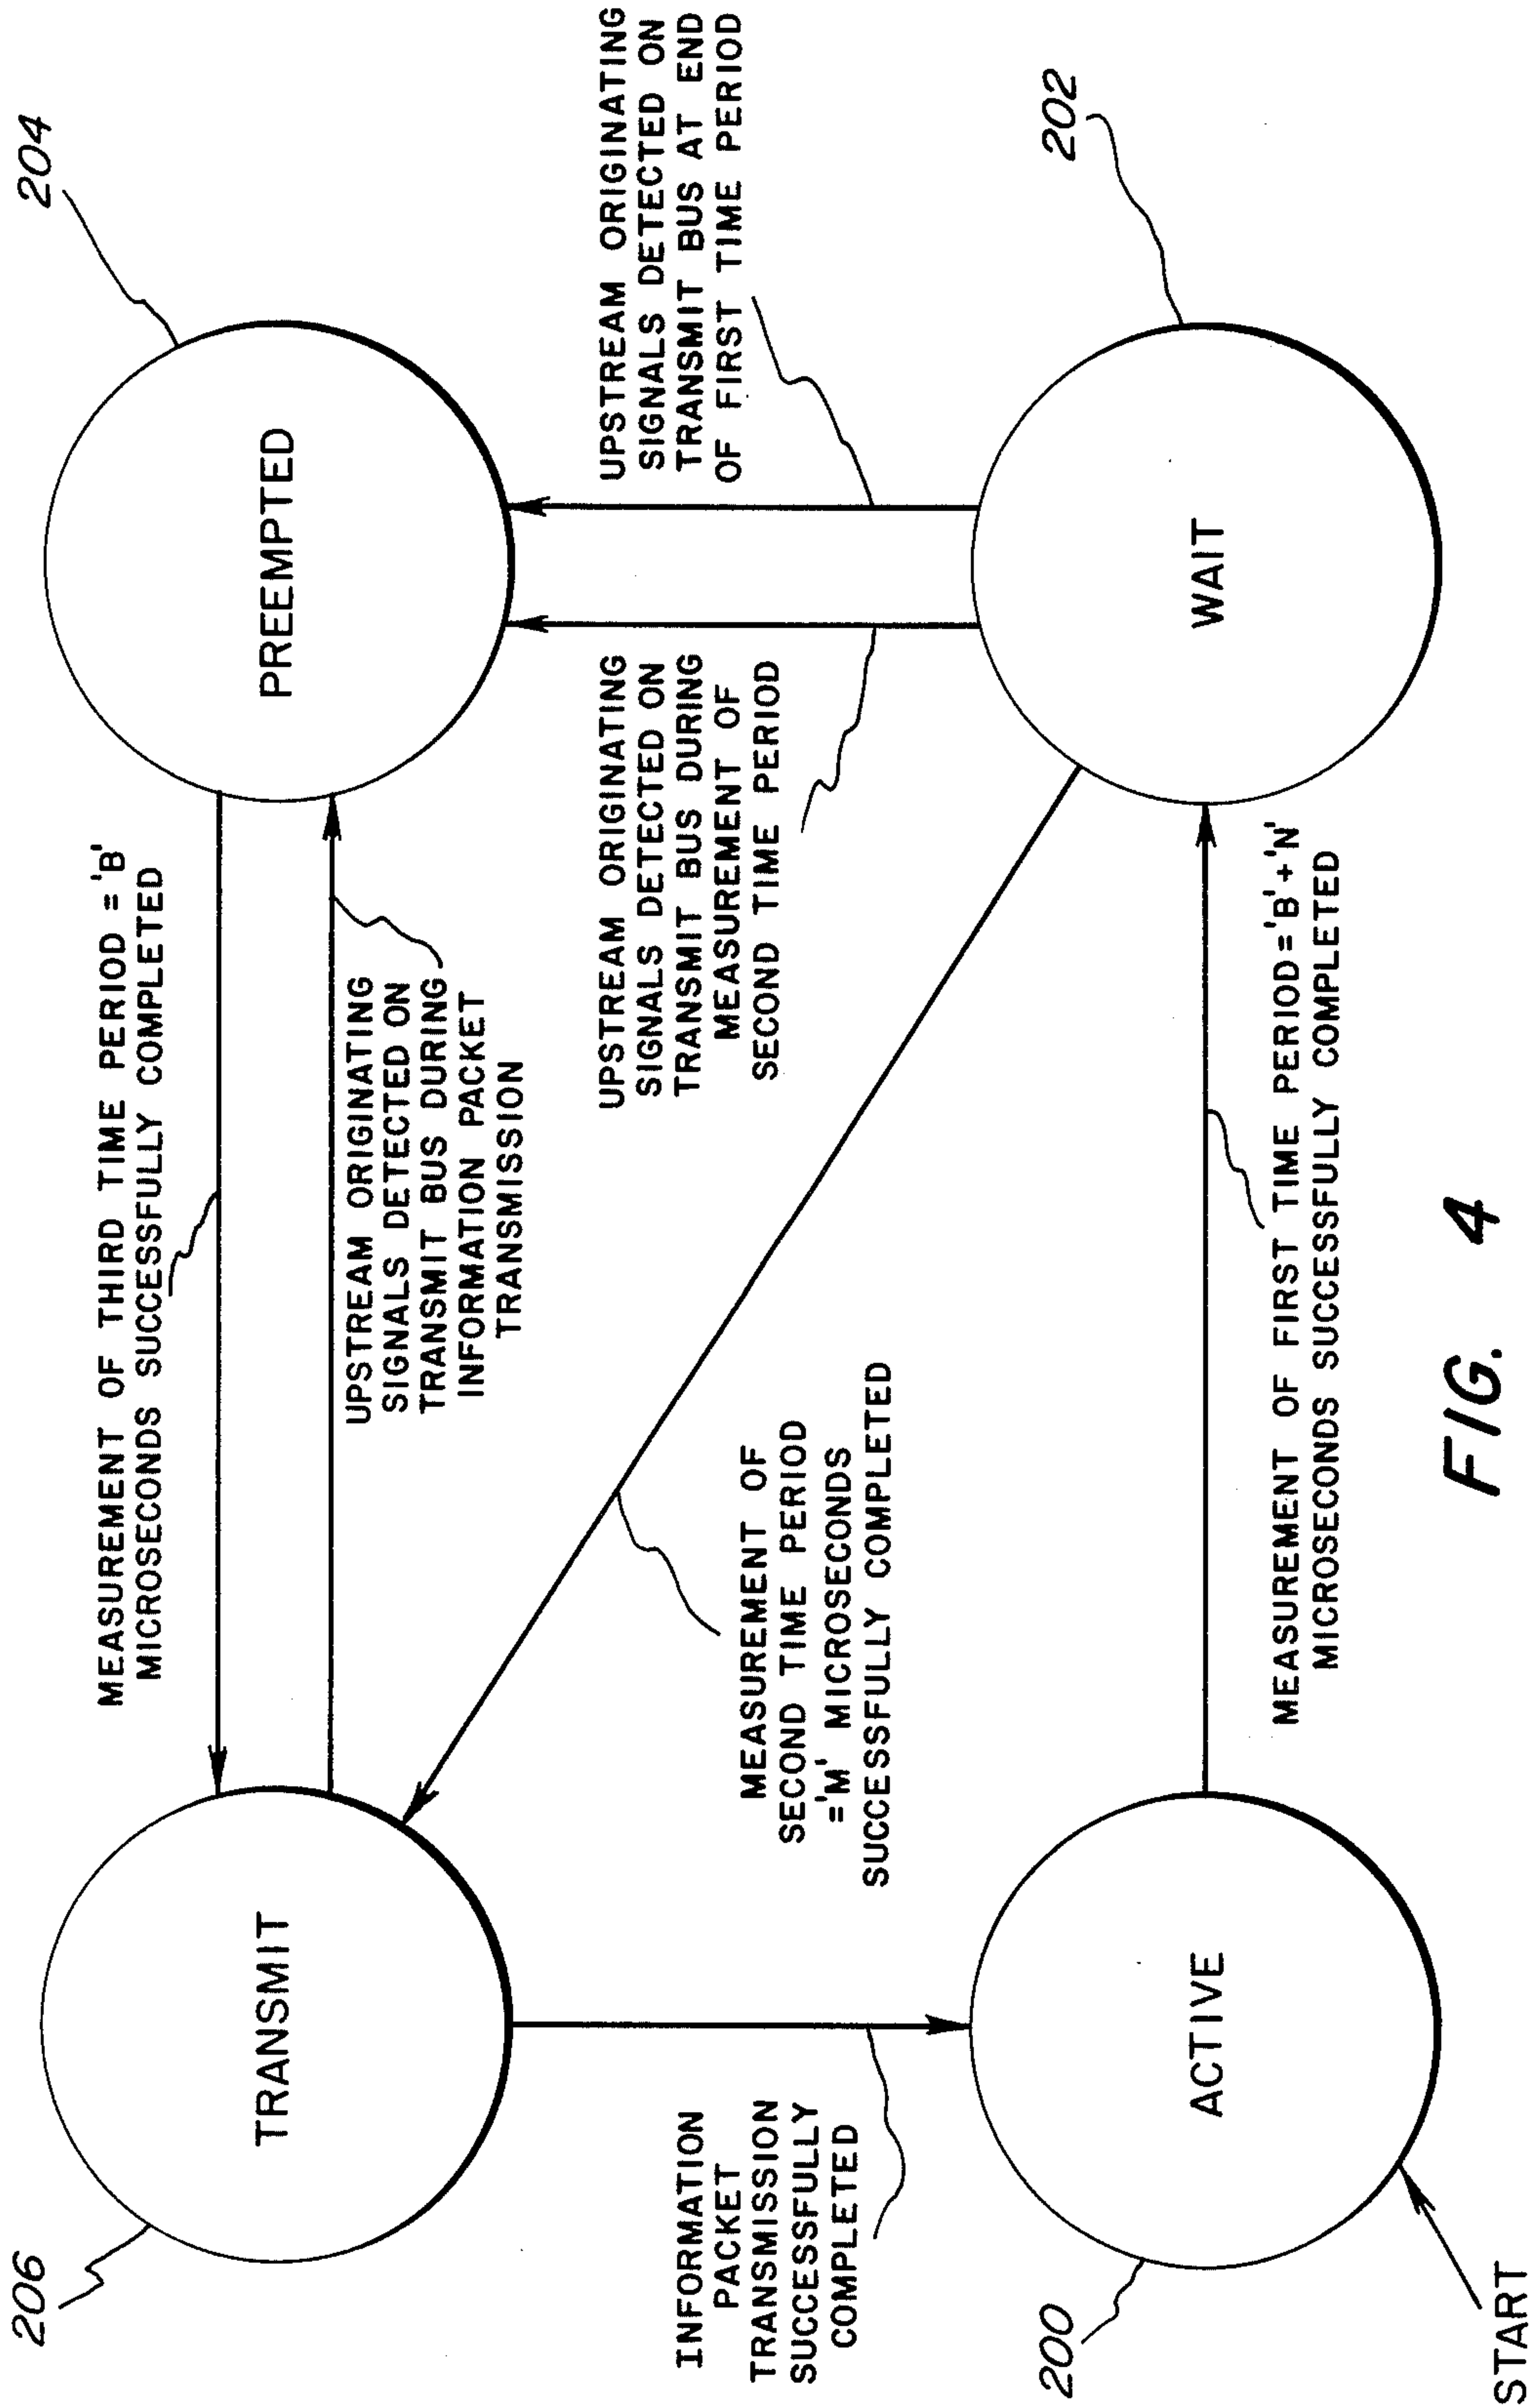 206
TRANSMIT
MEASUREMENT OF THIRD TIME PERIOD = 'B'
MICROSECONDS SUCCESSFULLY COMPLETED
UPSTREAM ORIGINATING
SIGNALS DETECTED ON
TRANSMIT BUS DURING
INFORMATION PACKET
TRANSMISSION
204
PREEMPTED
INFORMATION
PACKET
TRANSMISSION
SUCCESSFULLY
COMPLETED
MEASUREMENT OF
SECOND TIME PERIOD
='M' MICROSECONDS
SUCCESSFULLY COMPLETED
UPSTREAM ORIGINATING
SIGNALS DETECTED ON
TRANSMIT BUS DURING
MEASUREMENT OF
SECOND TIME PERIOD
UPSTREAM ORIGINATING
SIGNALS DETECTED ON
TRANSMIT BUS AT END
OF FIRST TIME PERIOD
200
ACTIVE
START
MEASUREMENT OF FIRST TIME PERIOD='B'+'N'
MICROSECONDS SUCCESSFULLY COMPLETED
202
WAIT
FIG. 4